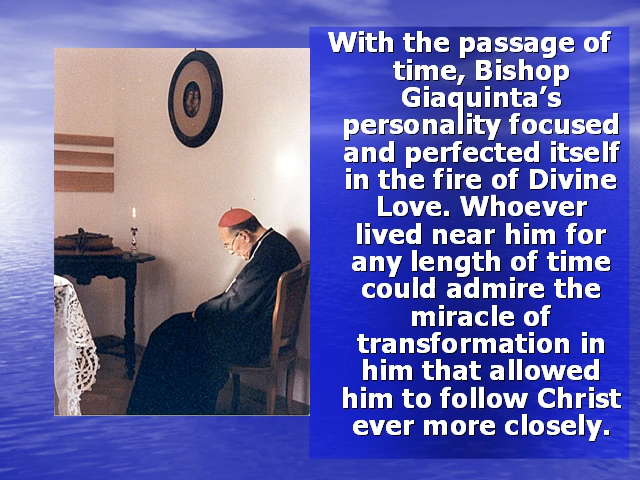 With the passage of
time, Bishop
Giaquinta’s
personality focused
and perfected itself
in the fire of Divine
Love. Whoever
lived near him for
any length of time
could admire the
miracle of
transformation in
him that allowed
him to follow Christ
ever more closely.